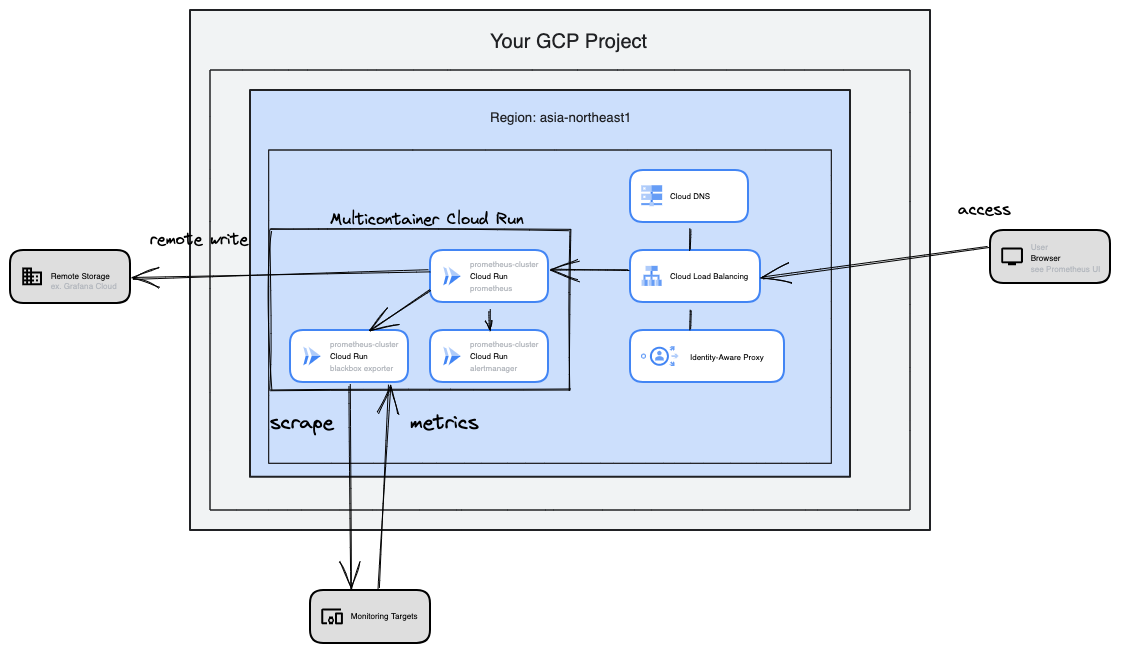 Your GCP Project
Region: asia-northeast1
Cloud DNS
Multicontainer Cloud Run
access
remote write
Remote Storage
ex. Grafana Cloud
prometheus-cluster
Cloud Run
prometheus
Cloud Load Balancing
User
Browser
see Prometheus UI
prometheus-cluster
Cloud Run
blackbox exporter
prometheus-cluster
Cloud Run
alertmanager
Identity-Aware Proxy
scrape
metrics
Monitoring Targets